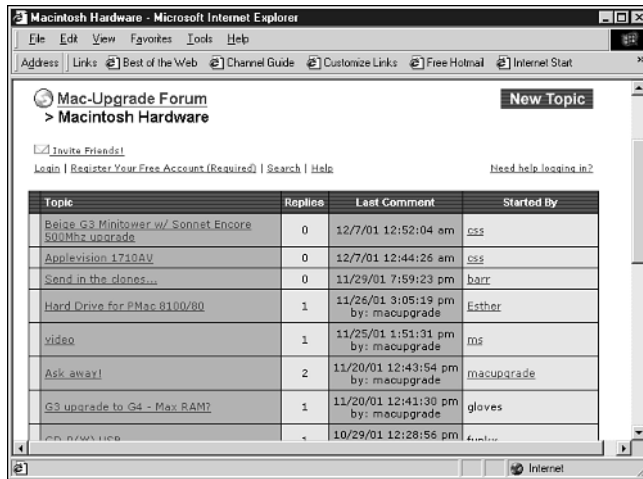 Macintosh Hardware - Microsoft Internet Explorer
File Edit View Favorites Tools Help
Address Links Best of the Web Channel Guide Customize Links Free Hotmail Internet Start
Mac-Upgrade Forum New Topic
> Macintosh Hardware
Invite Friends!
Login | Register Your Free Account (Required) | Search | Help Need help logging in?
Topic Replies Last Comment Started By
Beige G3 Minitower w/ Sonnet Encore
500Mhz upgrade 0 12/7/01 12:52:04 am css
Applevision 1710AV 0 12/7/01 12:44:26 am css
Send in the clones... 0 11/29/01 7:59:23 pm barr
Hard Drive for PMac 8100/80 1 11/26/01 3:05:19 pm Esther
by: macupgrade
video 1 11/25/01 1:51:31 pm ms
by: macupgrade
Ask away! 2 11/20/01 12:43:54 pm macupgrade
by: macupgrade
G3 upgrade to G4 - Max RAM? 1 11/20/01 12:41:30 pm gloves
by: macupgrade
10/29/01 12:28:56 pm
Internet